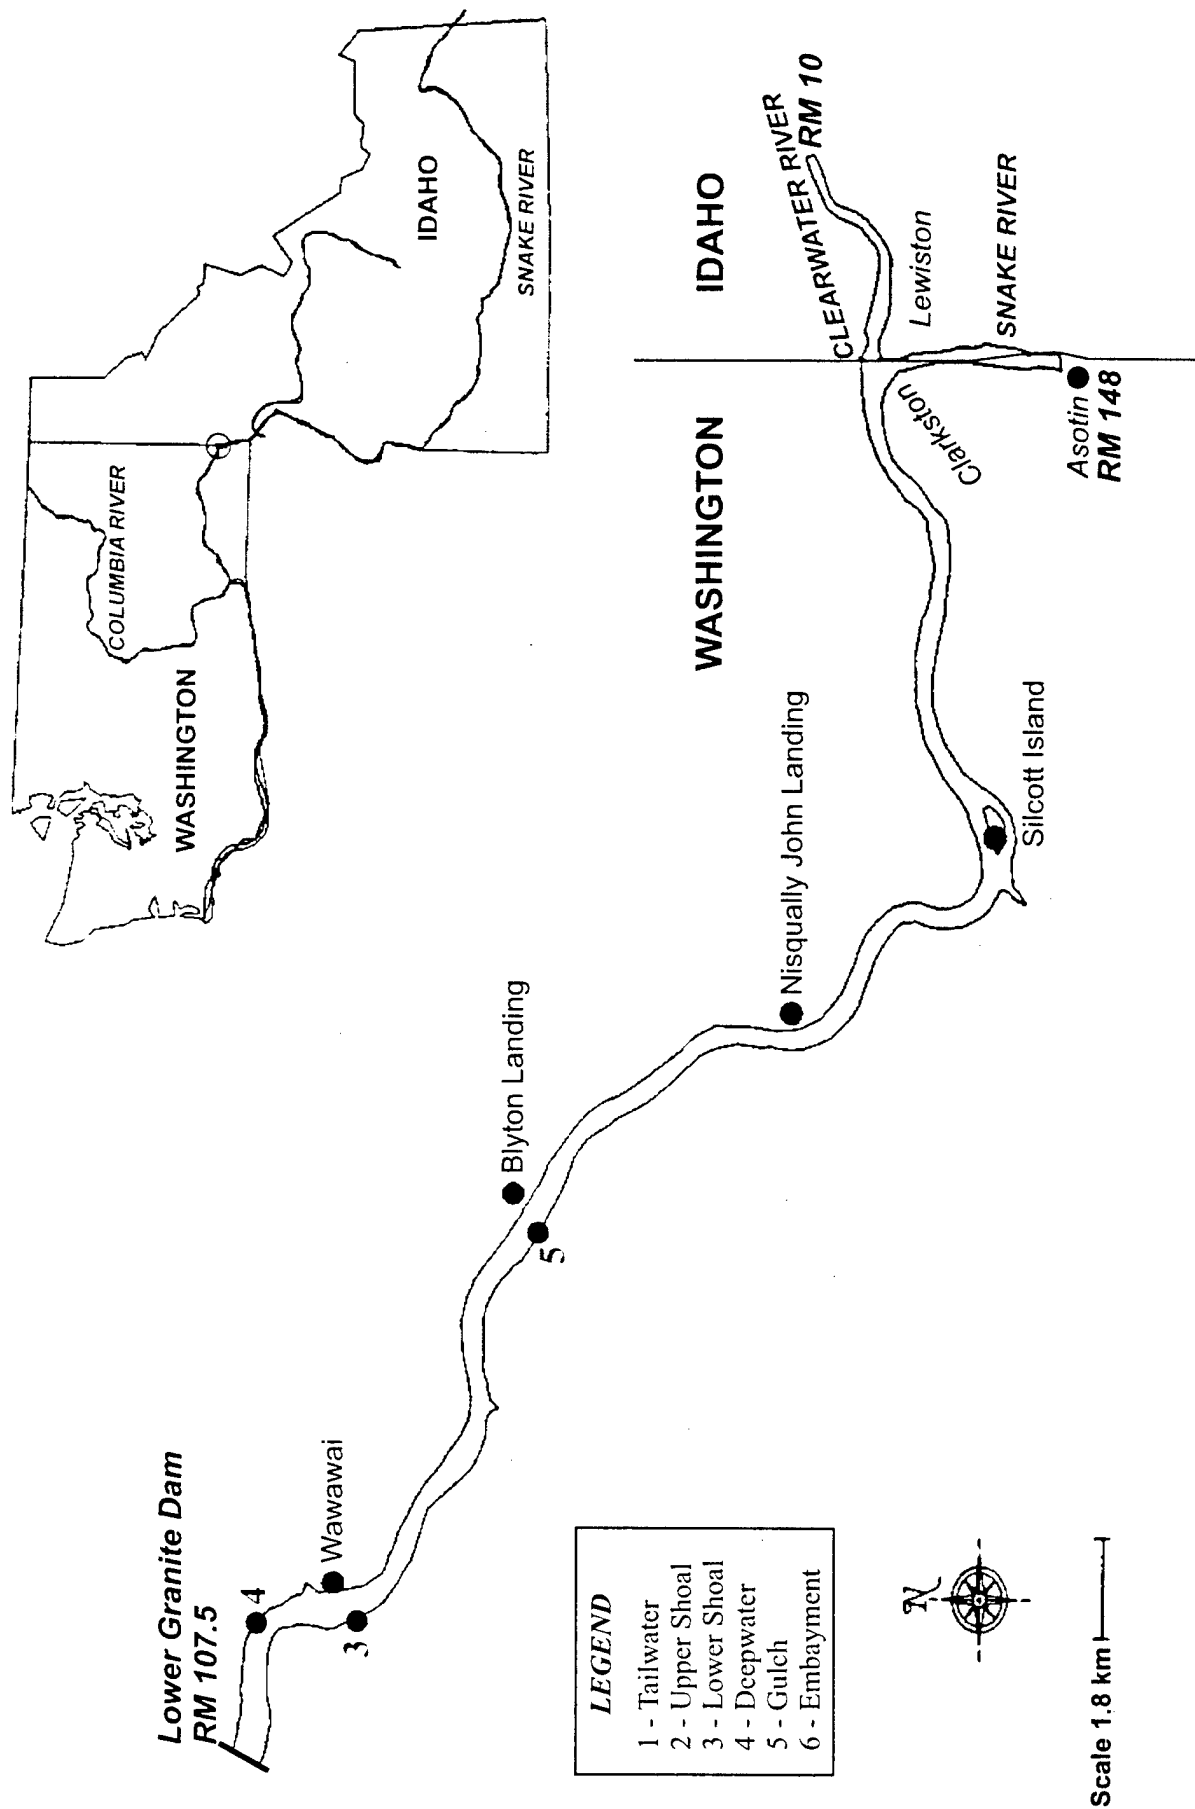 COLUMBIA RIVER
WASHINGTON
IDAHO
SNAKE RIVER
Lower Granite Dam
RM 107.5
4
Wawawai
3
Blyton Landing
5
Nisqually John Landing
Silcott Island
WASHINGTON
IDAHO
CLEARWATER RIVER
RM 10
Lewiston
Clarkston
SNAKE RIVER
Asotin
RM 148
LEGEND
1 - Tailwater
2 - Upper Shoal
3 - Lower Shoal
4 - Deepwater
5 - Gulch
6 - Embayment
N
Scale 1.8 km